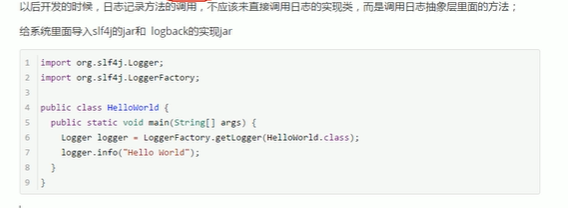 以后开发的时候，日志记录方法的调用，不应该来直接调用日志的实现类，而是调用日志抽象层里面的方法；
给系统里面导入slf4j的jar和 logback的实现jar
1 import org.slf4j.Logger;
2 import org.slf4j.LoggerFactory;
3
4 public class HelloWorld {
5 public static void main(String[] args) {
6 Logger logger = LoggerFactory.getLogger(HelloWorld.class);
7 logger.info("Hello World");
8 }
9 }